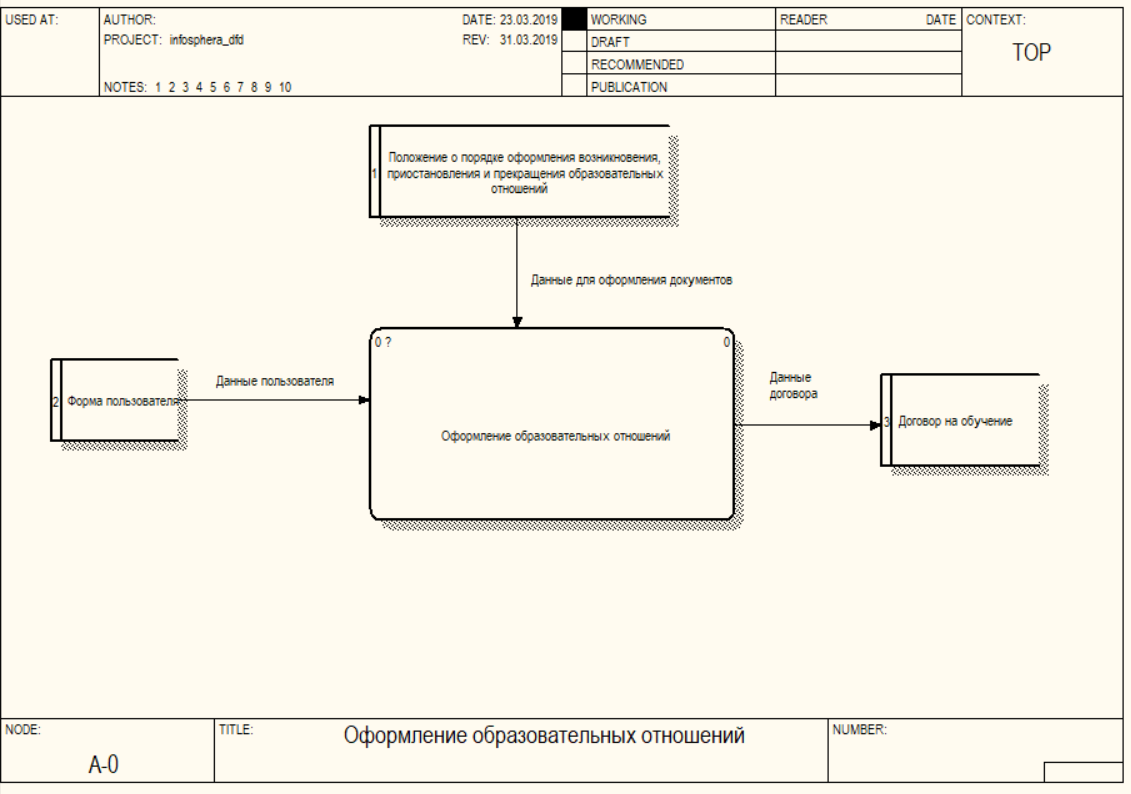 USED AT:
AUTHOR:
DATE: 23.03.2019
WORKING
READER
DATE
CONTEXT:
PROJECT: infosphera_dfd
REV: 31.03.2019
DRAFT
TOP
RECOMMENDED
NOTES: 1 2 3 4 5 6 7 8 9 10
PUBLICATION
1
Положение о порядке оформления возникновения,
приостановления и прекращения образовательных
отношений
Данные для оформления документов
0 ?
0
Данные пользователя
2
Форма пользователя
Оформление образовательных отношений
Данные
договора
3
Договор на обучение
NODE:
A-0
TITLE:
Оформление образовательных отношений
NUMBER: